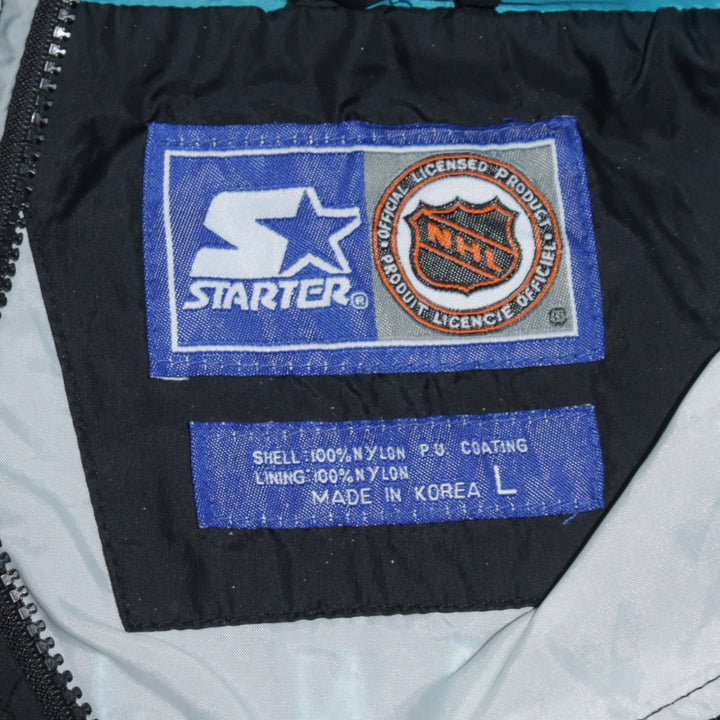 STARTER®
OFFICIAL LICENSED PRODUCT
NHL
PRODUIT LICENCIE OFFICIEL
SHELL:100%NYLON P.U. COATING
LINING:100%NYLON
MADE IN KOREA L